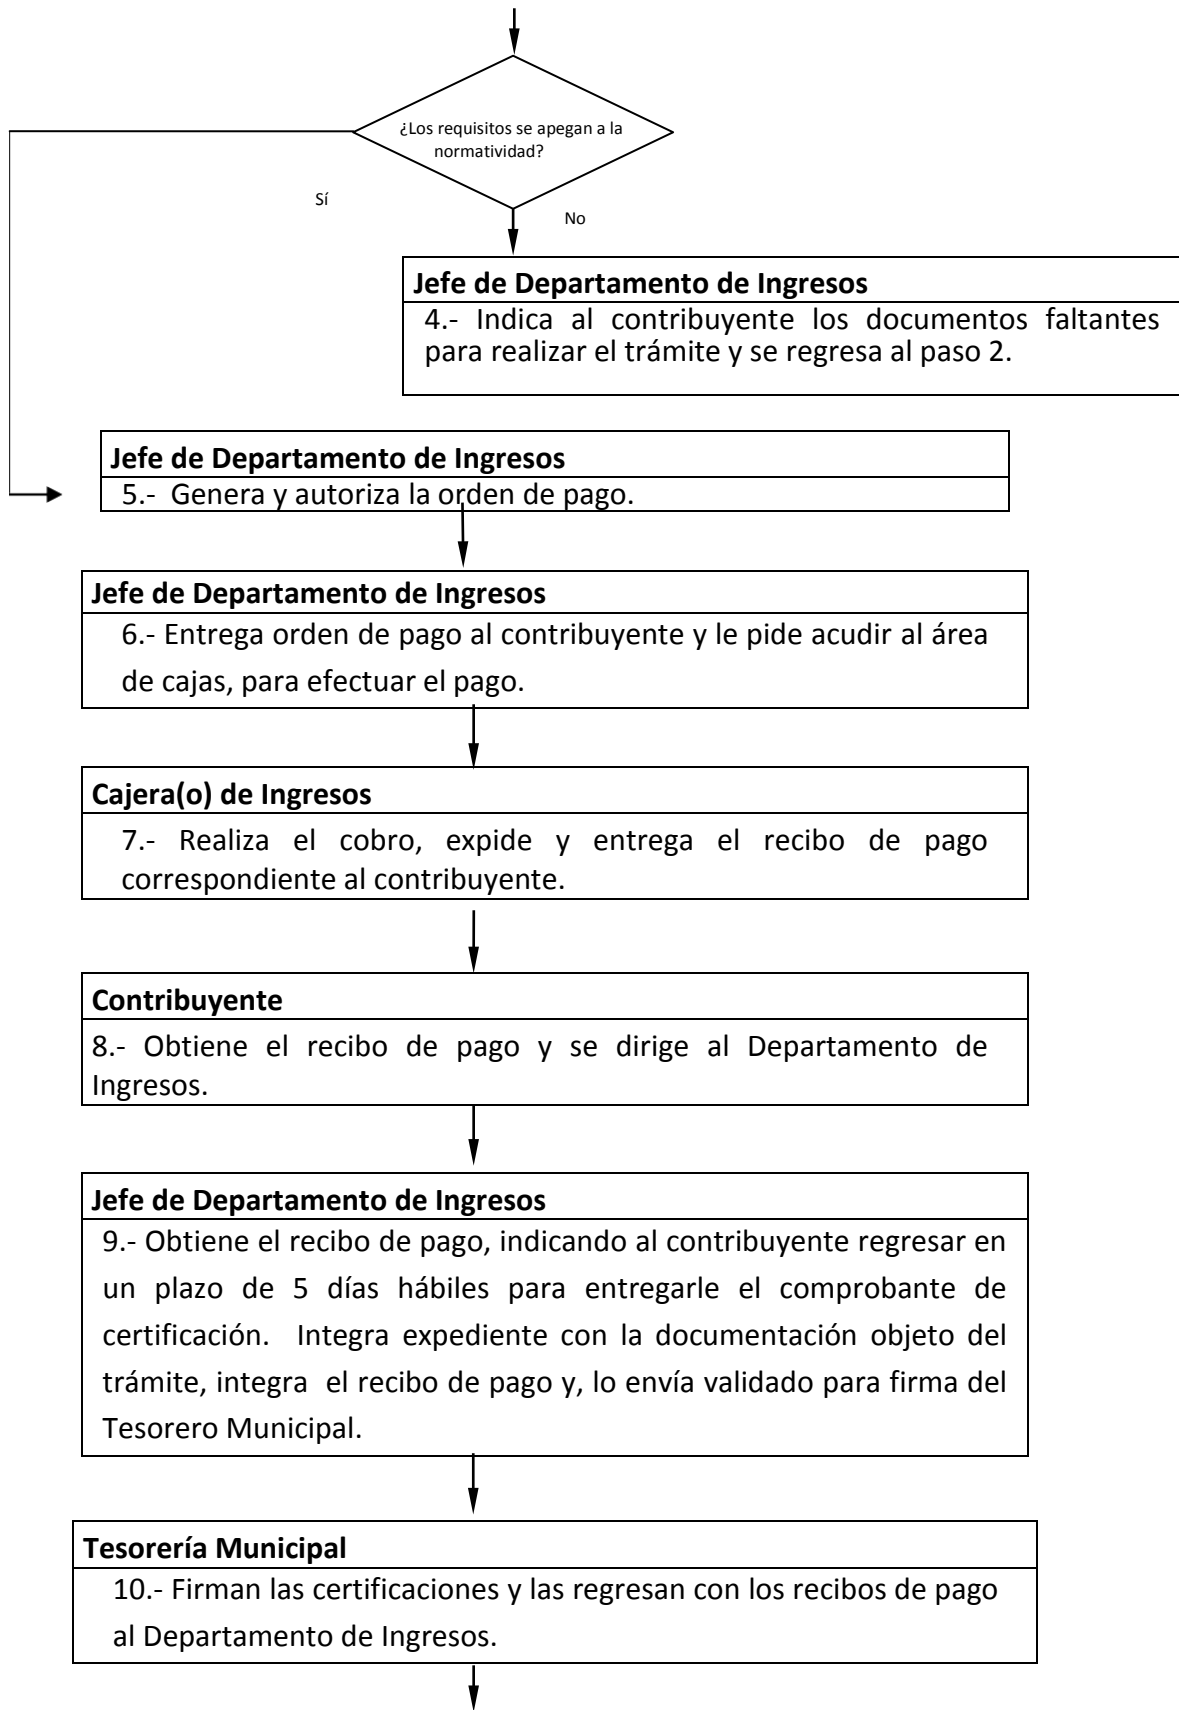 ¿Los requisitos se apegan a la
normatividad?
Sí
No
Jefe de Departamento de Ingresos
4.- Indica al contribuyente los documentos faltantes
para realizar el trámite y se regresa al paso 2.
Jefe de Departamento de Ingresos
5.- Genera y autoriza la orden de pago.
Jefe de Departamento de Ingresos
6.- Entrega orden de pago al contribuyente y le pide acudir al área
de cajas, para efectuar el pago.
Cajera(o) de Ingresos
7.- Realiza el cobro, expide y entrega el recibo de pago
correspondiente al contribuyente.
Contribuyente
8.- Obtiene el recibo de pago y se dirige al Departamento de
Ingresos.
Jefe de Departamento de Ingresos
9.- Obtiene el recibo de pago, indicando al contribuyente regresar en
un plazo de 5 días hábiles para entregarle el comprobante de
certificación. Integra expediente con la documentación objeto del
trámite, integra el recibo de pago y, lo envía validado para firma del
Tesorero Municipal.
Tesorería Municipal
10.- Firman las certificaciones y las regresan con los recibos de pago
al Departamento de Ingresos.